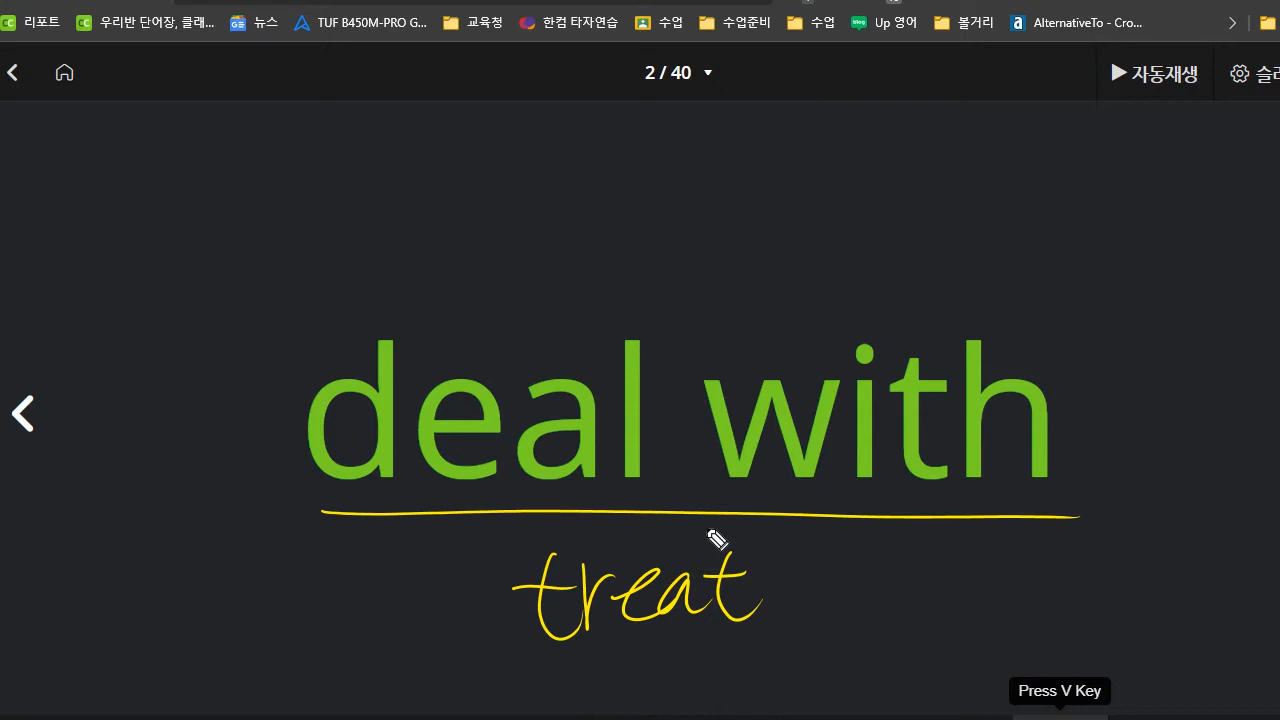 리포트 우리반 단어장, 클래... 뉴스 TUF B450M-PRO G... 교육청 한컴 타자연습 수업 수업준비 수업 Up 영어 볼거리 AlternativeTo - Cro...
2 / 40 자동재생
deal with
treat
Press V Key